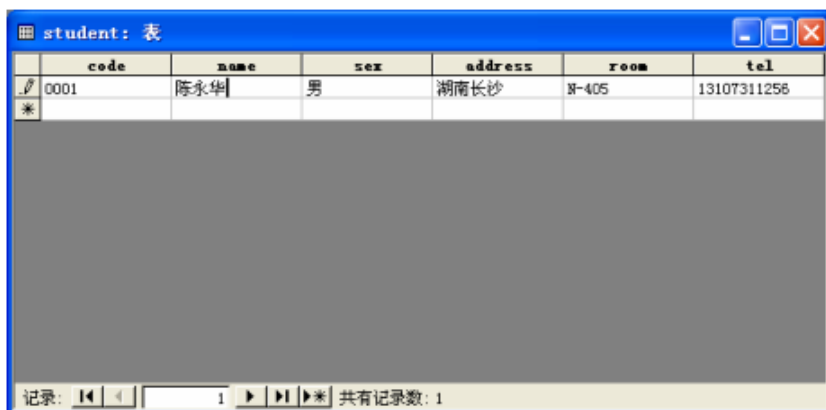 student: 表
code name sex address room tel
0001 陈永华 男 湖南长沙 N-405 13107311256
记录: 1 共有记录数: 1